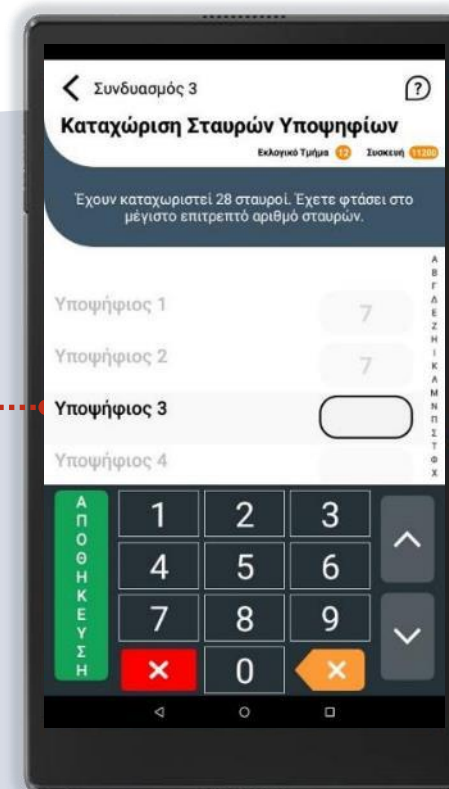 Συνδυασμός 3
?
Καταχώριση Σταυρών Υποψηφίων
Εκλογικό Τμήμα 12 Συσκευή 11200
Έχουν καταχωριστεί 28 σταυροί. Έχετε φτάσει στο
μέγιστο επιτρεπτό αριθμό σταυρών.
Α
Β
Γ
Δ
Ε
Ζ
Η
Ι
Κ
Λ
Μ
Ν
Π
Σ
Τ
Φ
Χ
Υποψήφιος 1 7
Υποψήφιος 2 7
Υποψήφιος 3
Υποψήφιος 4
ΑΠΟΘΗΚΕΥΣΗ
1 2 3
4 5 6
7 8 9
0